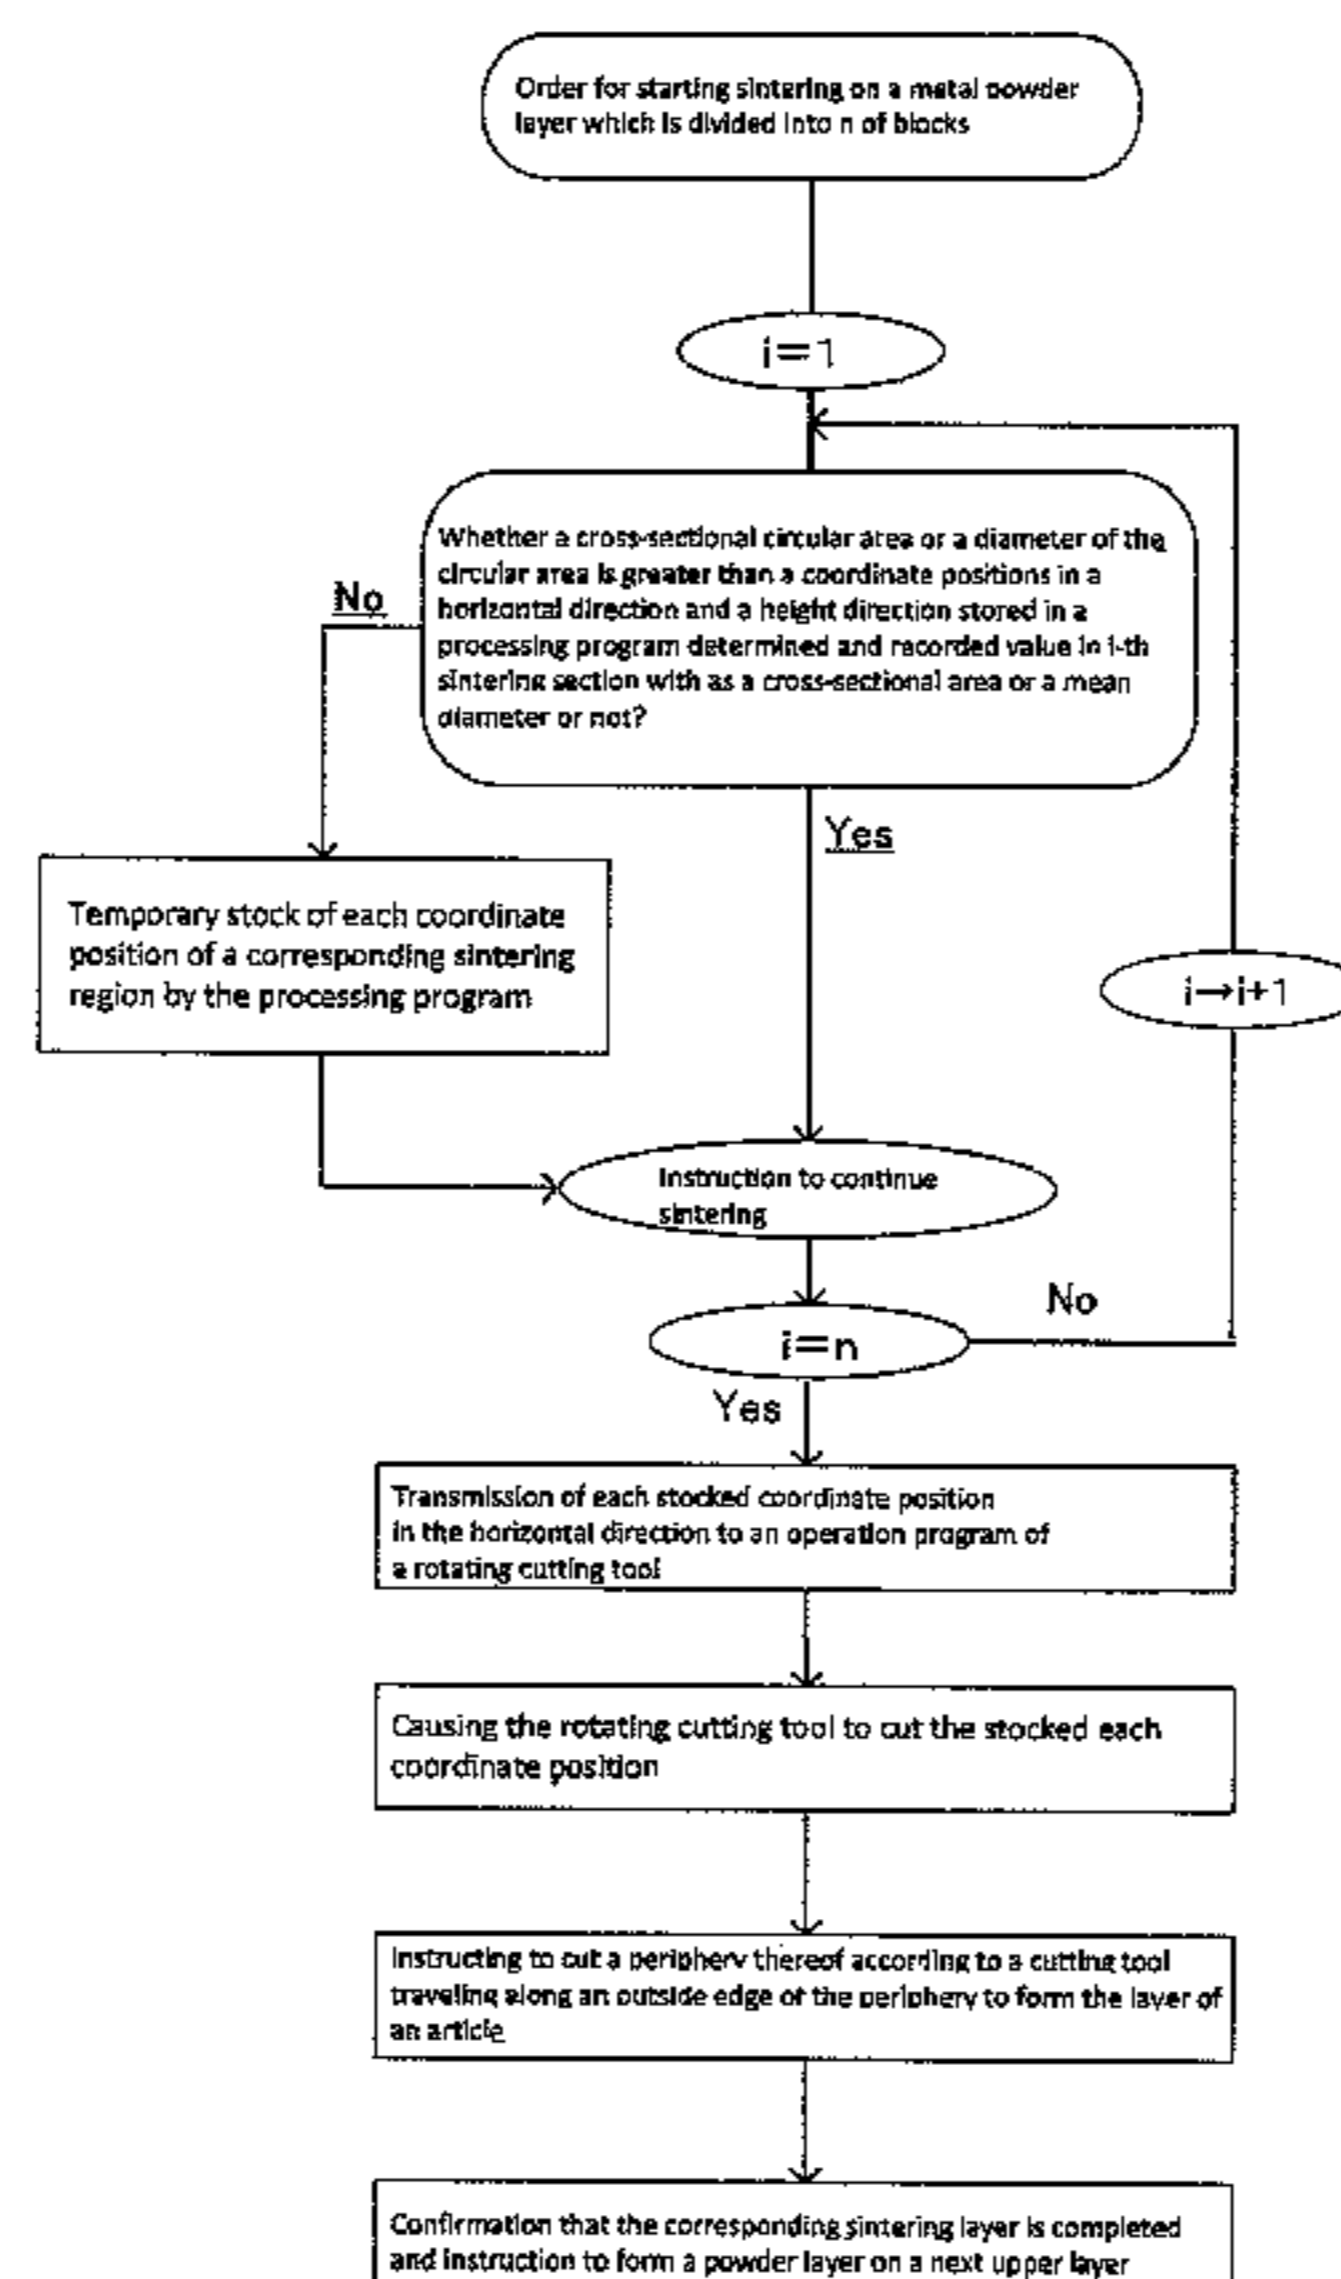 Order for starting sintering on a metal powder
layer which is divided into n of blocks
i=1
Whether a cross-sectional circular area or a diameter of the
circular area is greater than a coordinate positions in a
horizontal direction and a height direction stored in a
processing program determined and recorded value in i-th
sintering section with as a cross-sectional area or a mean
diameter or not?
No
Yes
Temporary stock of each coordinate
position of a corresponding sintering
region by the processing program
i→i+1
Instruction to continue
sintering
No
i=n
Yes
Transmission of each stocked coordinate position
in the horizontal direction to an operation program of
a rotating cutting tool
Causing the rotating cutting tool to cut the stocked each
coordinate position
Instructing to cut a periphery thereof according to a cutting tool
traveling along an outside edge of the periphery to form the layer of
an article
Confirmation that the corresponding sintering layer is completed
and instruction to form a powder layer on a next upper layer